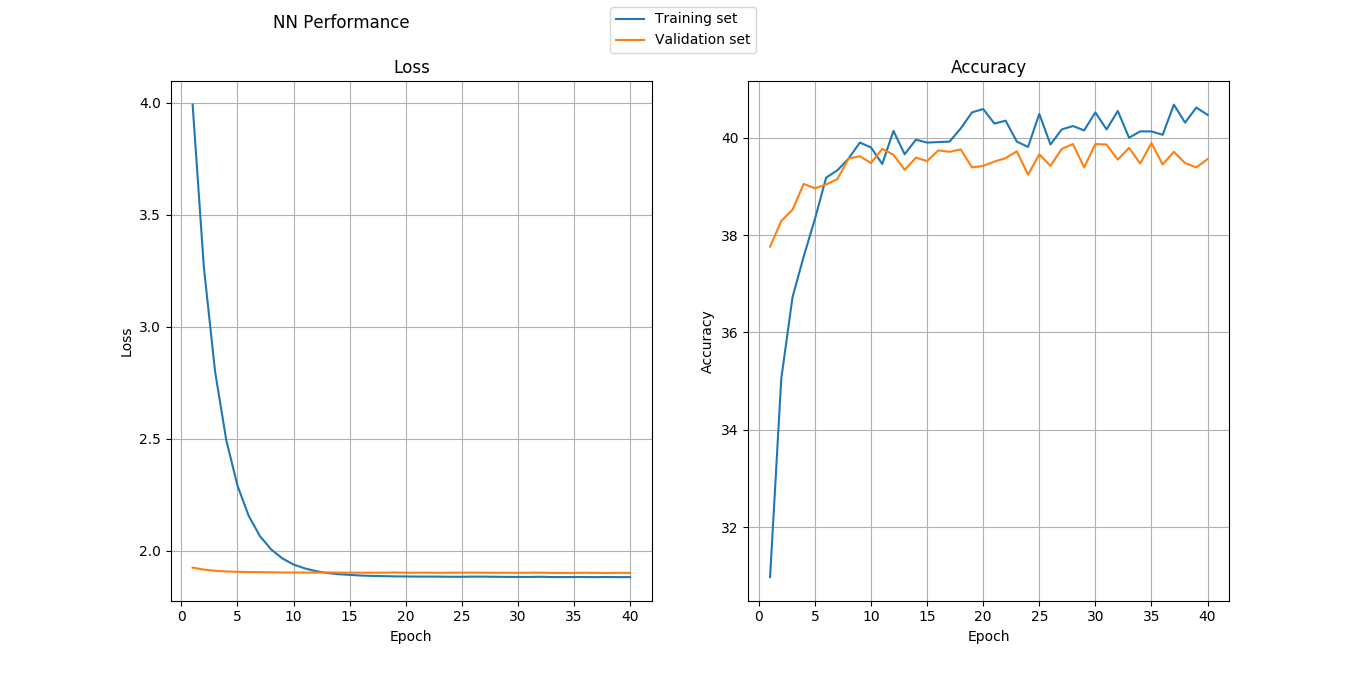 NN Performance
Training set
Validation set
Loss
4.0
3.5
3.0
2.5
2.0
Loss
0 5 10 15 20 25 30 35 40
Epoch
Accuracy
40
38
36
34
32
Accuracy
0 5 10 15 20 25 30 35 40
Epoch